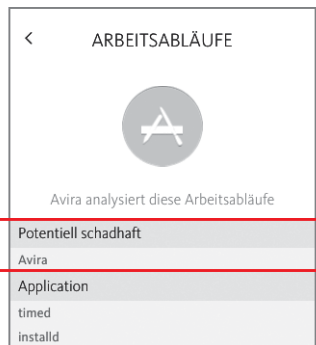 ARBEITSABLÄUFE
Avira analysiert diese Arbeitsabläufe
Potentiell schadhaft
Avira
Application
timed
installd